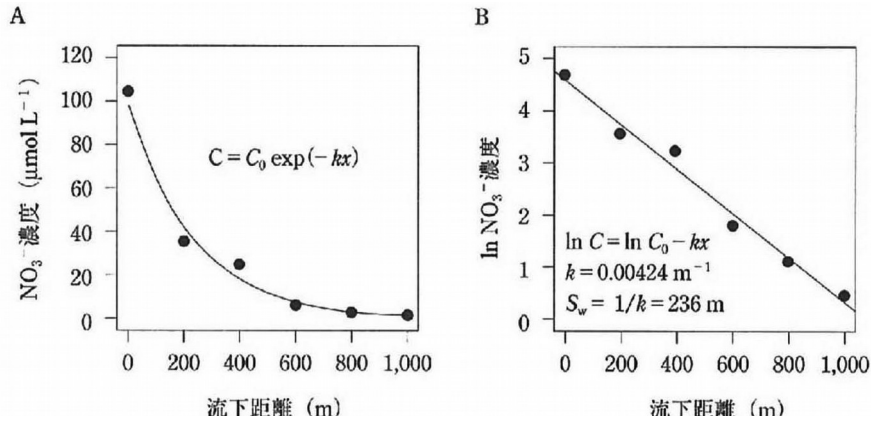 A
NO₃⁻濃度 (μmol L⁻¹)
120
100
80
60
40
20
0
C = C₀ exp(−kx)
0 200 400 600 800 1,000
流下距離 (m)
B
ln NO₃⁻濃度
5
4
3
2
1
0
ln C = ln C₀ − kx
k = 0.00424 m⁻¹
S_w = 1/k = 236 m
0 200 400 600 800 1,000
流下距離 (m)